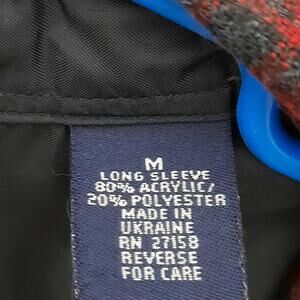 M
LONG SLEEVE
80% ACRYLIC/
20% POLYESTER
MADE IN
UKRAINE
RN 27158
REVERSE
FOR CARE